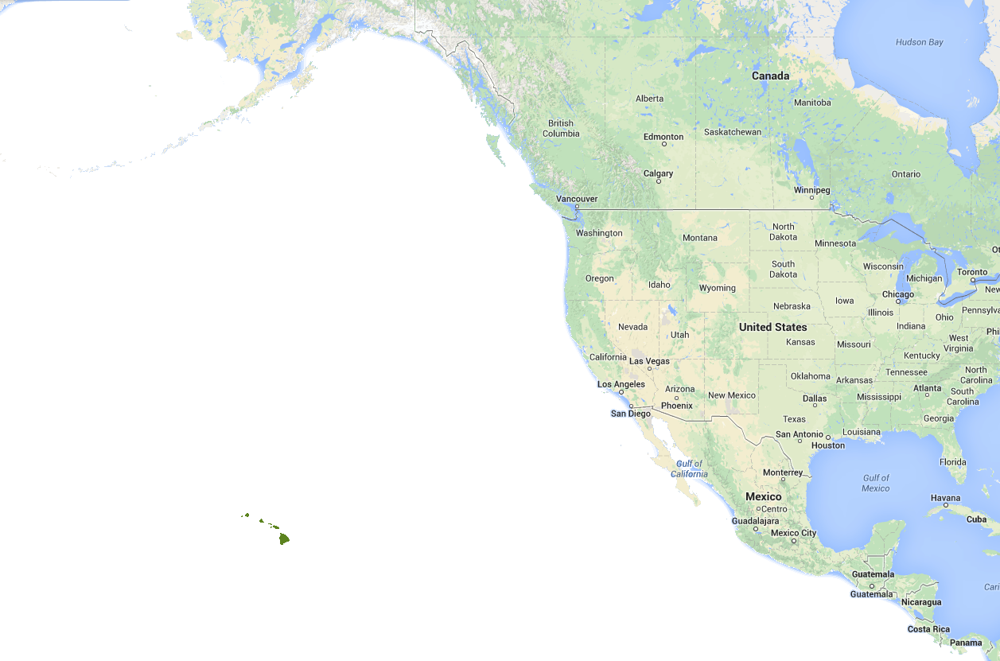 Hudson Bay
Canada
Alberta
Manitoba
British
Columbia
Saskatchewan
Edmonton
Calgary
Ontario
Winnipeg
Vancouver
Washington
Montana
North
Dakota
Minnesota
Ot
South
Dakota
Wisconsin
Toronto
Oregon
Michigan
Idaho
Wyoming
New
Chicago
Iowa
Nebraska
Illinois
Pennsylva
Ohio
Nevada
United States
Indiana
Phi
Utah
Kansas
Missouri
West
Virginia
California
Las Vegas
Kentucky
Oklahoma
Tennessee
North
Carolina
Los Angeles
Arkansas
Arizona
New Mexico
Dallas
Mississippi
Atlanta
South
Carolina
Phoenix
San Diego
Texas
Georgia
San Antonio
Louisiana
Houston
Gulf of
California
Florida
Monterrey
Gulf of
Mexico
Mexico
Havana
Centro
Cuba
Guadalajara
Mexico City
Guatemala
Guatemala
Cari
Nicaragua
Costa Rica
Panama